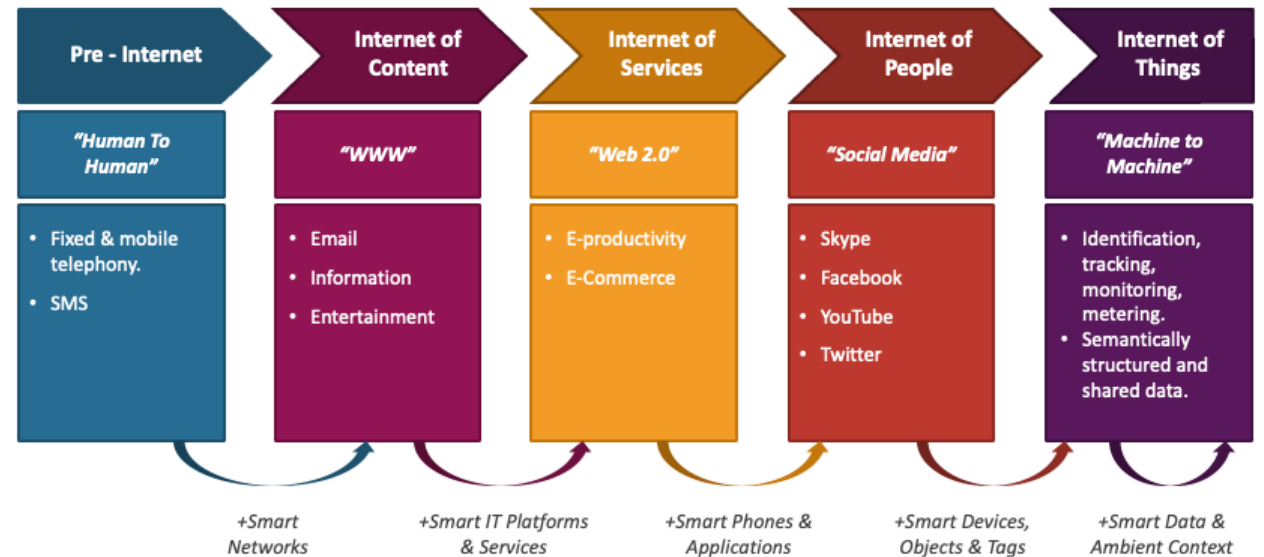 Pre - Internet
Internet of
Content
Internet of
Services
Internet of
People
Internet of
Things
“Human To
Human”
“WWW”
“Web 2.0”
“Social Media”
“Machine to
Machine”
• Fixed & mobile
telephony.
• SMS
• Email
• Information
• Entertainment
• E-productivity
• E-Commerce
• Skype
• Facebook
• YouTube
• Twitter
• Identification,
tracking,
monitoring,
metering.
• Semantically
structured and
shared data.
+Smart
Networks
+Smart IT Platforms
& Services
+Smart Phones &
Applications
+Smart Devices,
Objects & Tags
+Smart Data &
Ambient Context